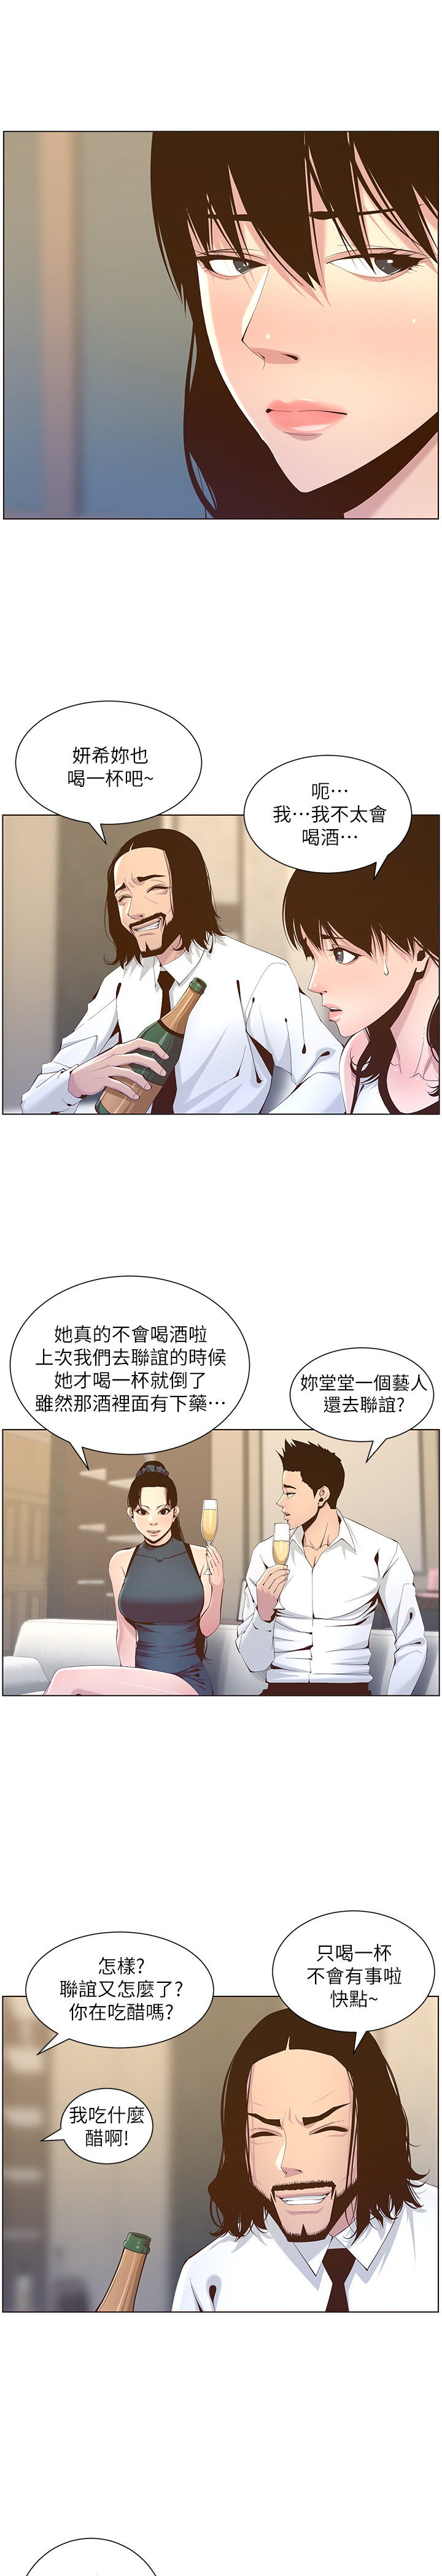 妍希妳也
喝一杯吧~
呃…
我…我不太會
喝酒…
她真的不會喝酒啦
上次我們去聯誼的時候
她才喝一杯就倒了
雖然那酒裡面有下藥…
妳堂堂一個藝人
還去聯誼?
怎樣?
聯誼又怎麼了?
你在吃醋嗎?
只喝一杯
不會有事啦
快點~
我吃什麼
醋啊!